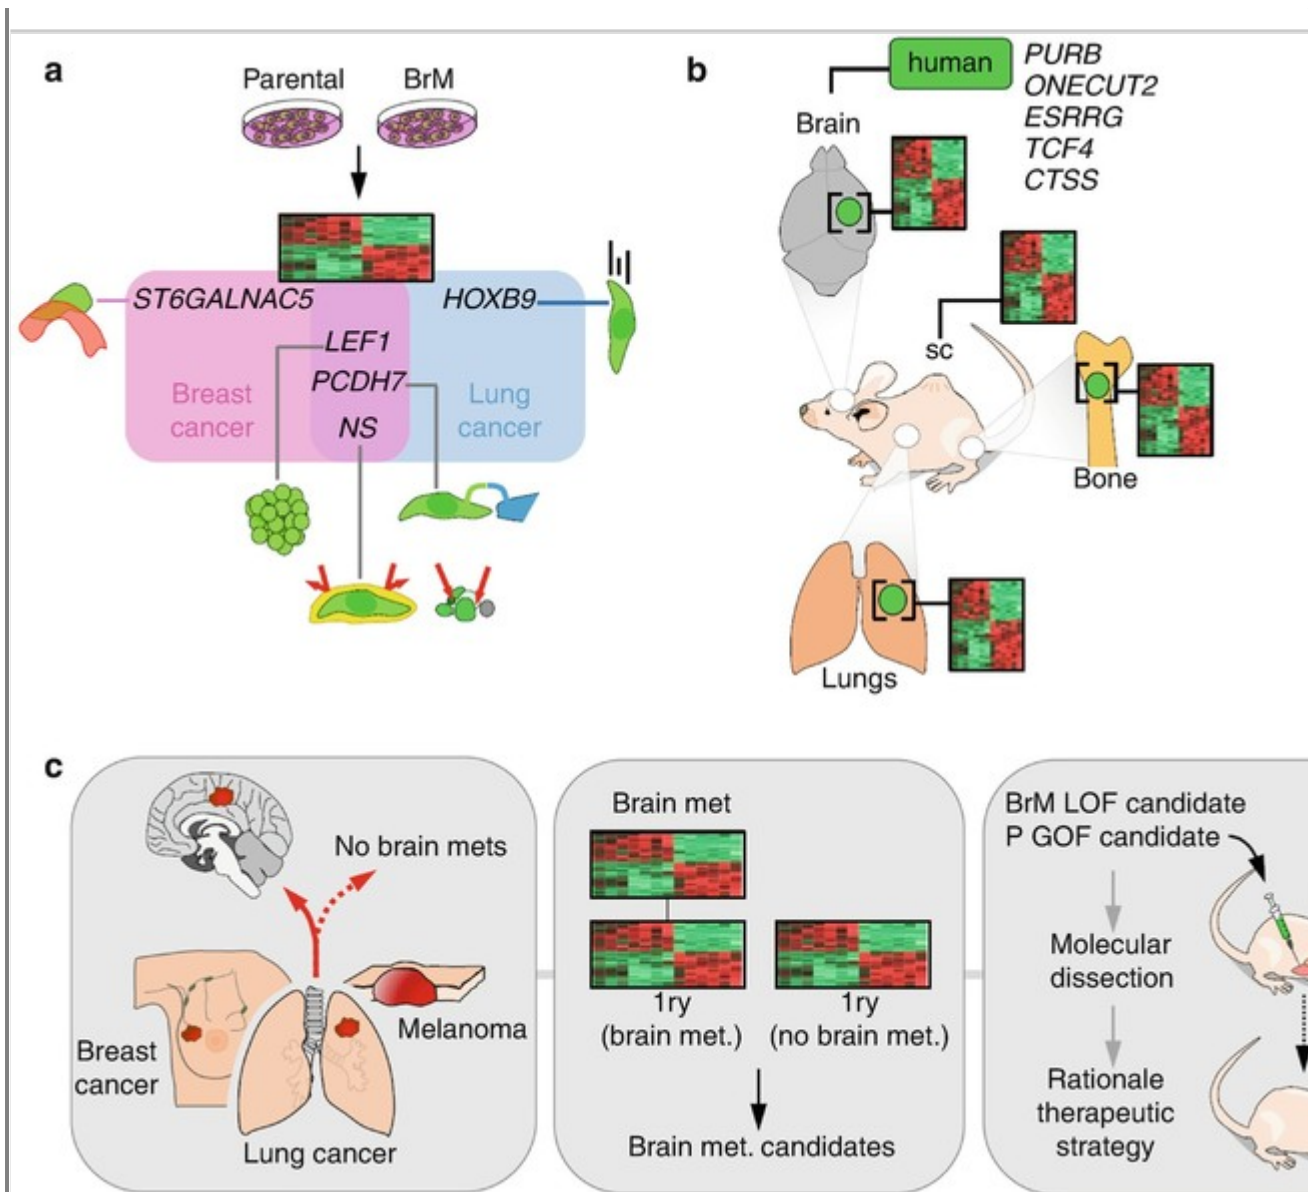 a
Parental
BrM
ST6GALNAC5
HOXB9
LEF1
PCDH7
NS
Breast
cancer
Lung
cancer
b
human
PURB
ONECUT2
ESRRG
TCF4
CTSS
Brain
sc
Bone
Lungs
c
No brain mets
Breast
cancer
Melanoma
Lung cancer
Brain met
1ry
(brain met.)
1ry
(no brain met.)
Brain met. candidates
BrM LOF candidate
P GOF candidate
Molecular
dissection
Rationale
therapeutic
strategy